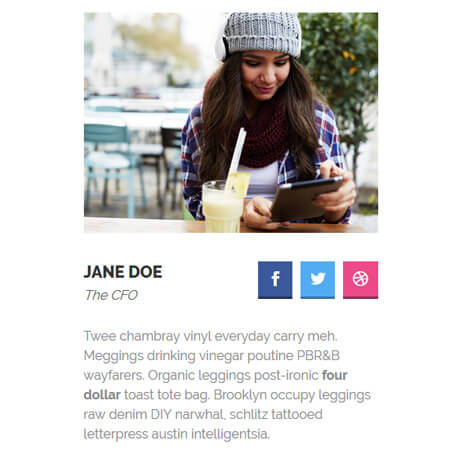 JANE DOE
The CFO
Twee chambray vinyl everyday carry meh.
Meggings drinking vinegar poutine PBR&B
wayfarers. Organic leggings post-ironic four
dollar toast tote bag. Brooklyn occupy leggings
raw denim DIY narwhal, schlitz tattooed
letterpress austin intelligentsia.